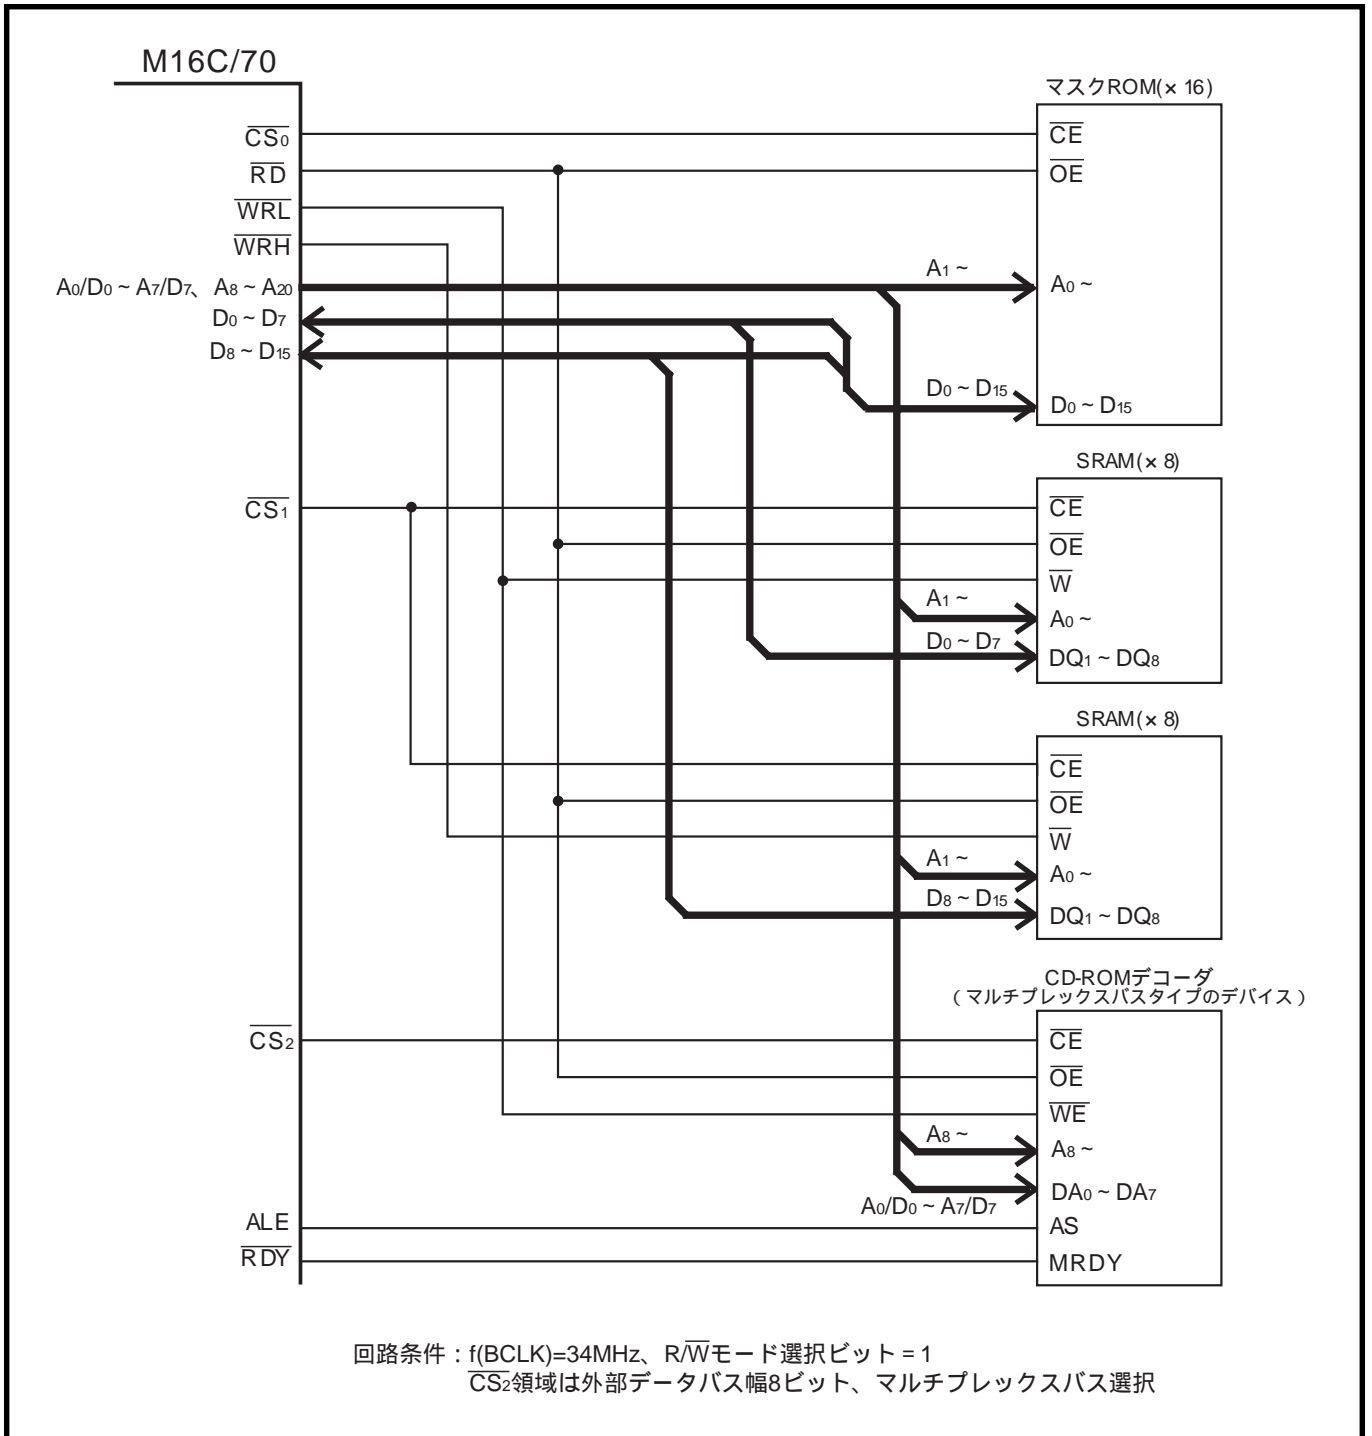 M16C/70
マスクROM(× 16)
CS0
CE
RD
OE
WRL
WRH
A0/D0 ~ A7/D7、 A8 ~ A20
A1 ~
A0 ~
D0 ~ D7
D8 ~ D15
D0 ~ D15
D0 ~ D15
SRAM(× 8)
CS1
CE
OE
W
A1 ~
A0 ~
D0 ~ D7
DQ1 ~ DQ8
SRAM(× 8)
CE
OE
W
A1 ~
A0 ~
D8 ~ D15
DQ1 ~ DQ8
CD-ROMデコーダ
(マルチプレックスバスタイプのデバイス)
CS2
CE
OE
WE
A8 ~
A8 ~
DA0 ~ DA7
A0/D0 ~ A7/D7
ALE
AS
RDY
MRDY
回路条件:f(BCLK)=34MHz、R/Wモード選択ビット = 1
CS2領域は外部データバス幅8ビット、マルチプレックスバス選択